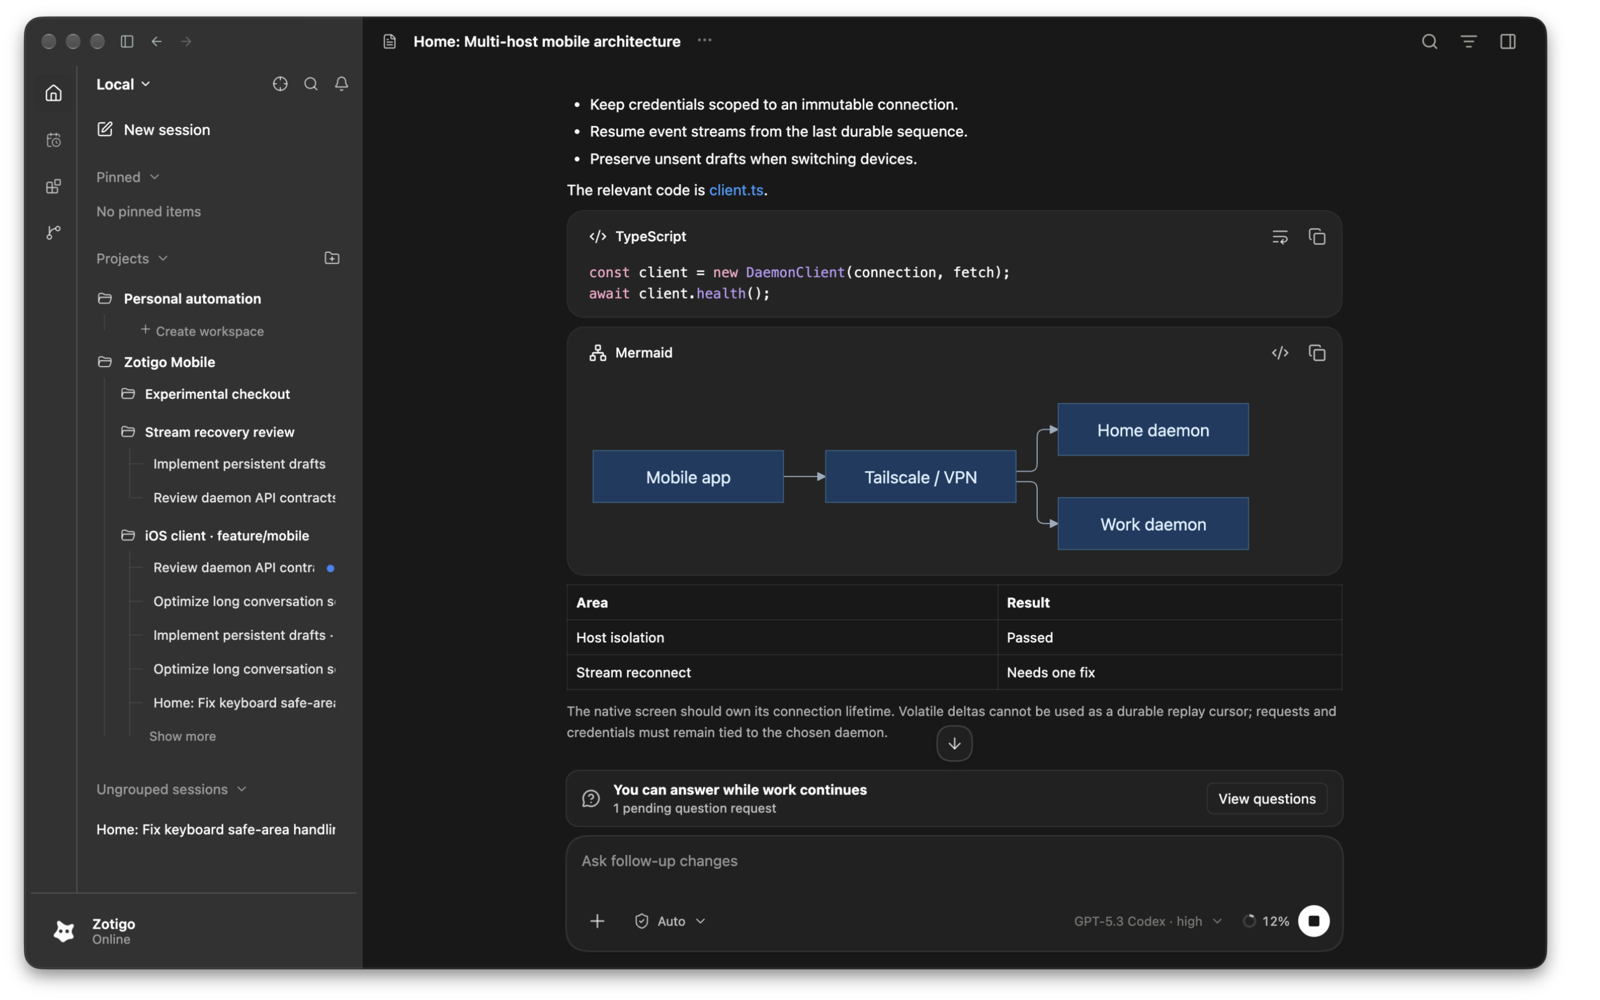 Home: Multi-host mobile architecture
Local
New session
Pinned
No pinned items
Projects
Personal automation
+ Create workspace
Zotigo Mobile
Experimental checkout
Stream recovery review
Implement persistent drafts
Review daemon API contracts
iOS client · feature/mobile
Review daemon API contr
Optimize long conversation s
Implement persistent drafts ·
Optimize long conversation s
Home: Fix keyboard safe-area
Show more
Ungrouped sessions
Home: Fix keyboard safe-area handlin
Zotigo
Online
• Keep credentials scoped to an immutable connection.
• Resume event streams from the last durable sequence.
• Preserve unsent drafts when switching devices.
The relevant code is client.ts.
</> TypeScript
const client = new DaemonClient(connection, fetch);
await client.health();
Mermaid
Mobile app
Tailscale / VPN
Home daemon
Work daemon
Area Result
Host isolation Passed
Stream reconnect Needs one fix
The native screen should own its connection lifetime. Volatile deltas cannot be used as a durable replay cursor; requests and
credentials must remain tied to the chosen daemon.
You can answer while work continues
1 pending question request
View questions
Ask follow-up changes
Auto
GPT-5.3 Codex · high
12%